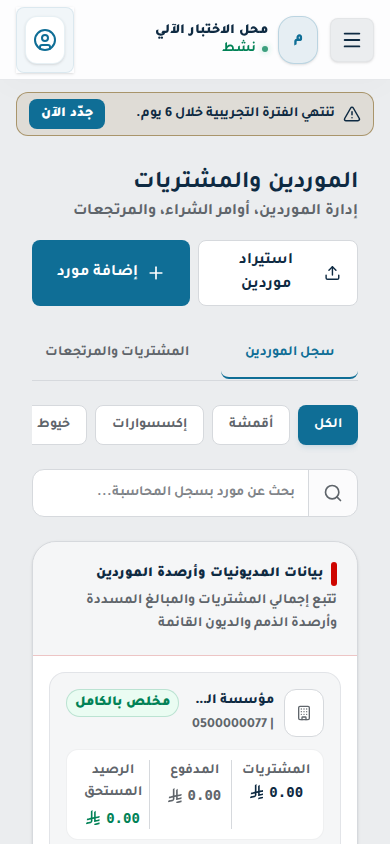 محل الاختبار الآلي
نشط
م
تنتهي الفترة التجريبية خلال 6 يوم.
جدّد الآن
الموردين والمشتريات
إدارة الموردين، أوامر الشراء، والمرتجعات
استيراد
موردين
إضافة مورد
سجل الموردين
المشتريات والمرتجعات
الكل
أقمشة
إكسسوارات
خيوط
بحث عن مورد بسجل المحاسبة...
بيانات المديونيات وأرصدة الموردين
تتبع إجمالي المشتريات والمبالغ المسددة
وأرصدة الذمم والديون القائمة
مؤسسة الـ...
| 0500000077
مخلص بالكامل
المشتريات
0.00
المدفوع
0.00
الرصيد
المستحق
0.00